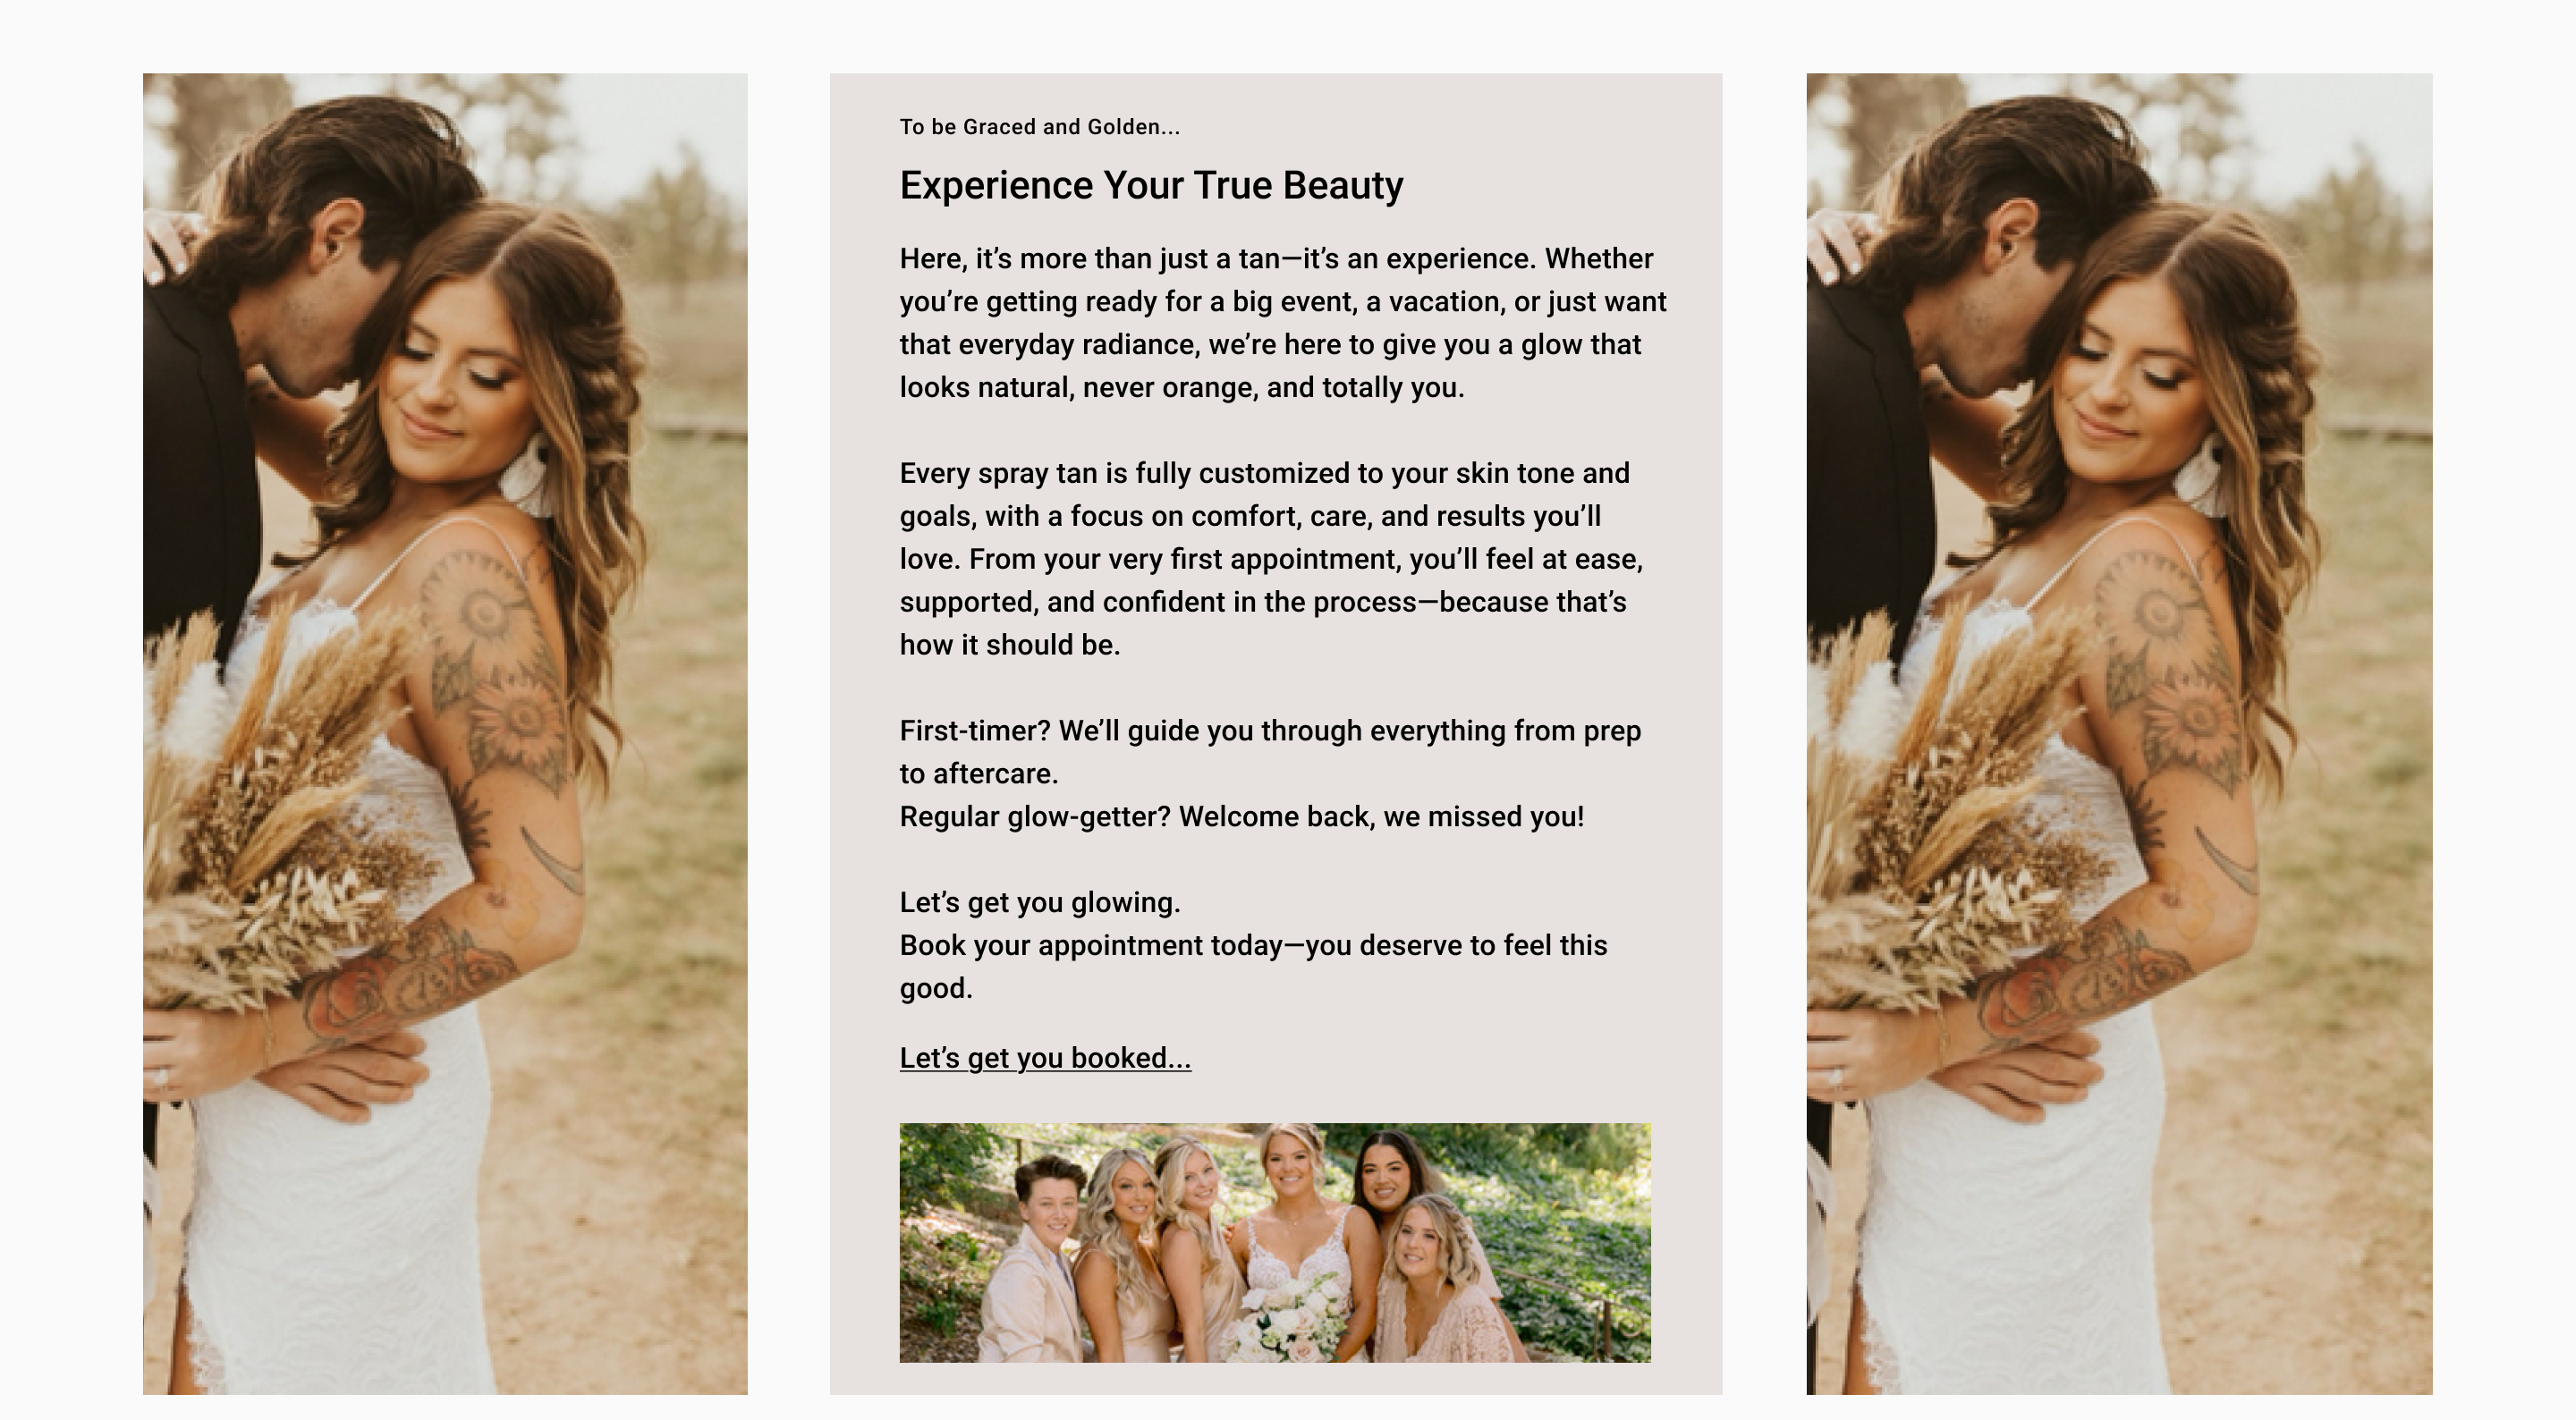 To be Graced and Golden...
Experience Your True Beauty
Here, it’s more than just a tan—it’s an experience. Whether
you’re getting ready for a big event, a vacation, or just want
that everyday radiance, we’re here to give you a glow that
looks natural, never orange, and totally you.
Every spray tan is fully customized to your skin tone and
goals, with a focus on comfort, care, and results you’ll
love. From your very first appointment, you’ll feel at ease,
supported, and confident in the process—because that’s
how it should be.
First-timer? We’ll guide you through everything from prep
to aftercare.
Regular glow-getter? Welcome back, we missed you!
Let’s get you glowing.
Book your appointment today—you deserve to feel this
good.
Let’s get you booked...